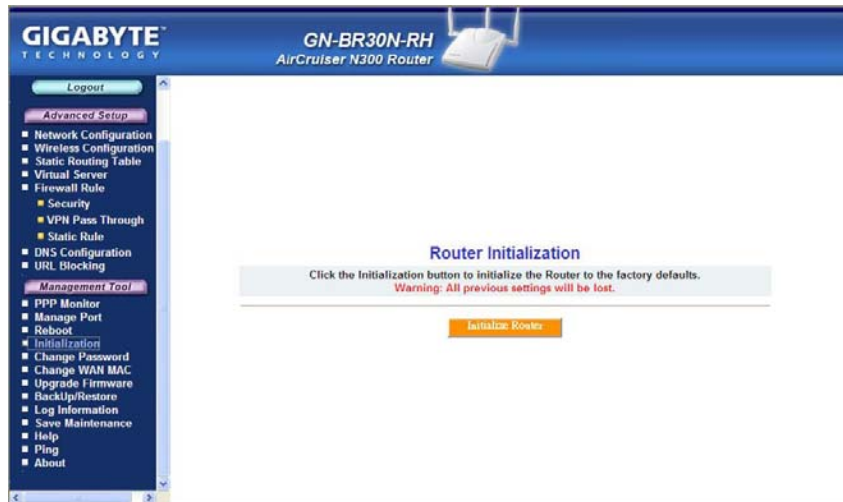 GIGABYTE™
TECHNOLOGY
GN-BR30N-RH
AirCruiser N300 Router
Logout
Advanced Setup
Network Configuration
Wireless Configuration
Static Routing Table
Virtual Server
Firewall Rule
Security
VPN Pass Through
Static Rule
DNS Configuration
URL Blocking
Management Tool
PPP Monitor
Manage Port
Reboot
Initialization
Change Password
Change WAN MAC
Upgrade Firmware
BackUp/Restore
Log Information
Save Maintenance
Help
Ping
About
Router Initialization
Click the Initialization button to initialize the Router to the factory defaults.
Warning: All previous settings will be lost.
Initialize Router